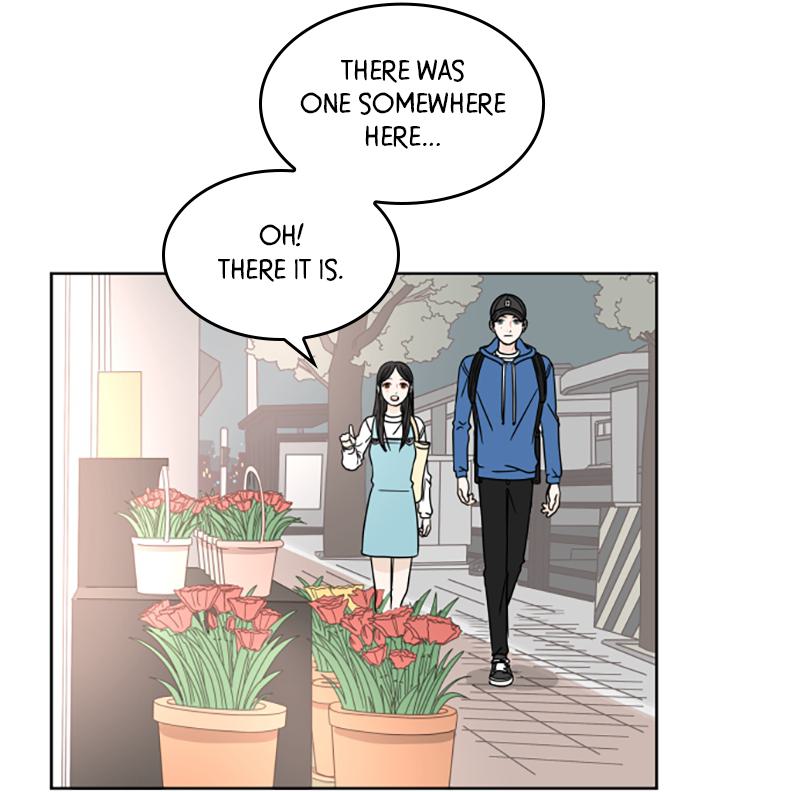 THERE WAS
ONE SOMEWHERE
HERE...
OH!
THERE IT IS.